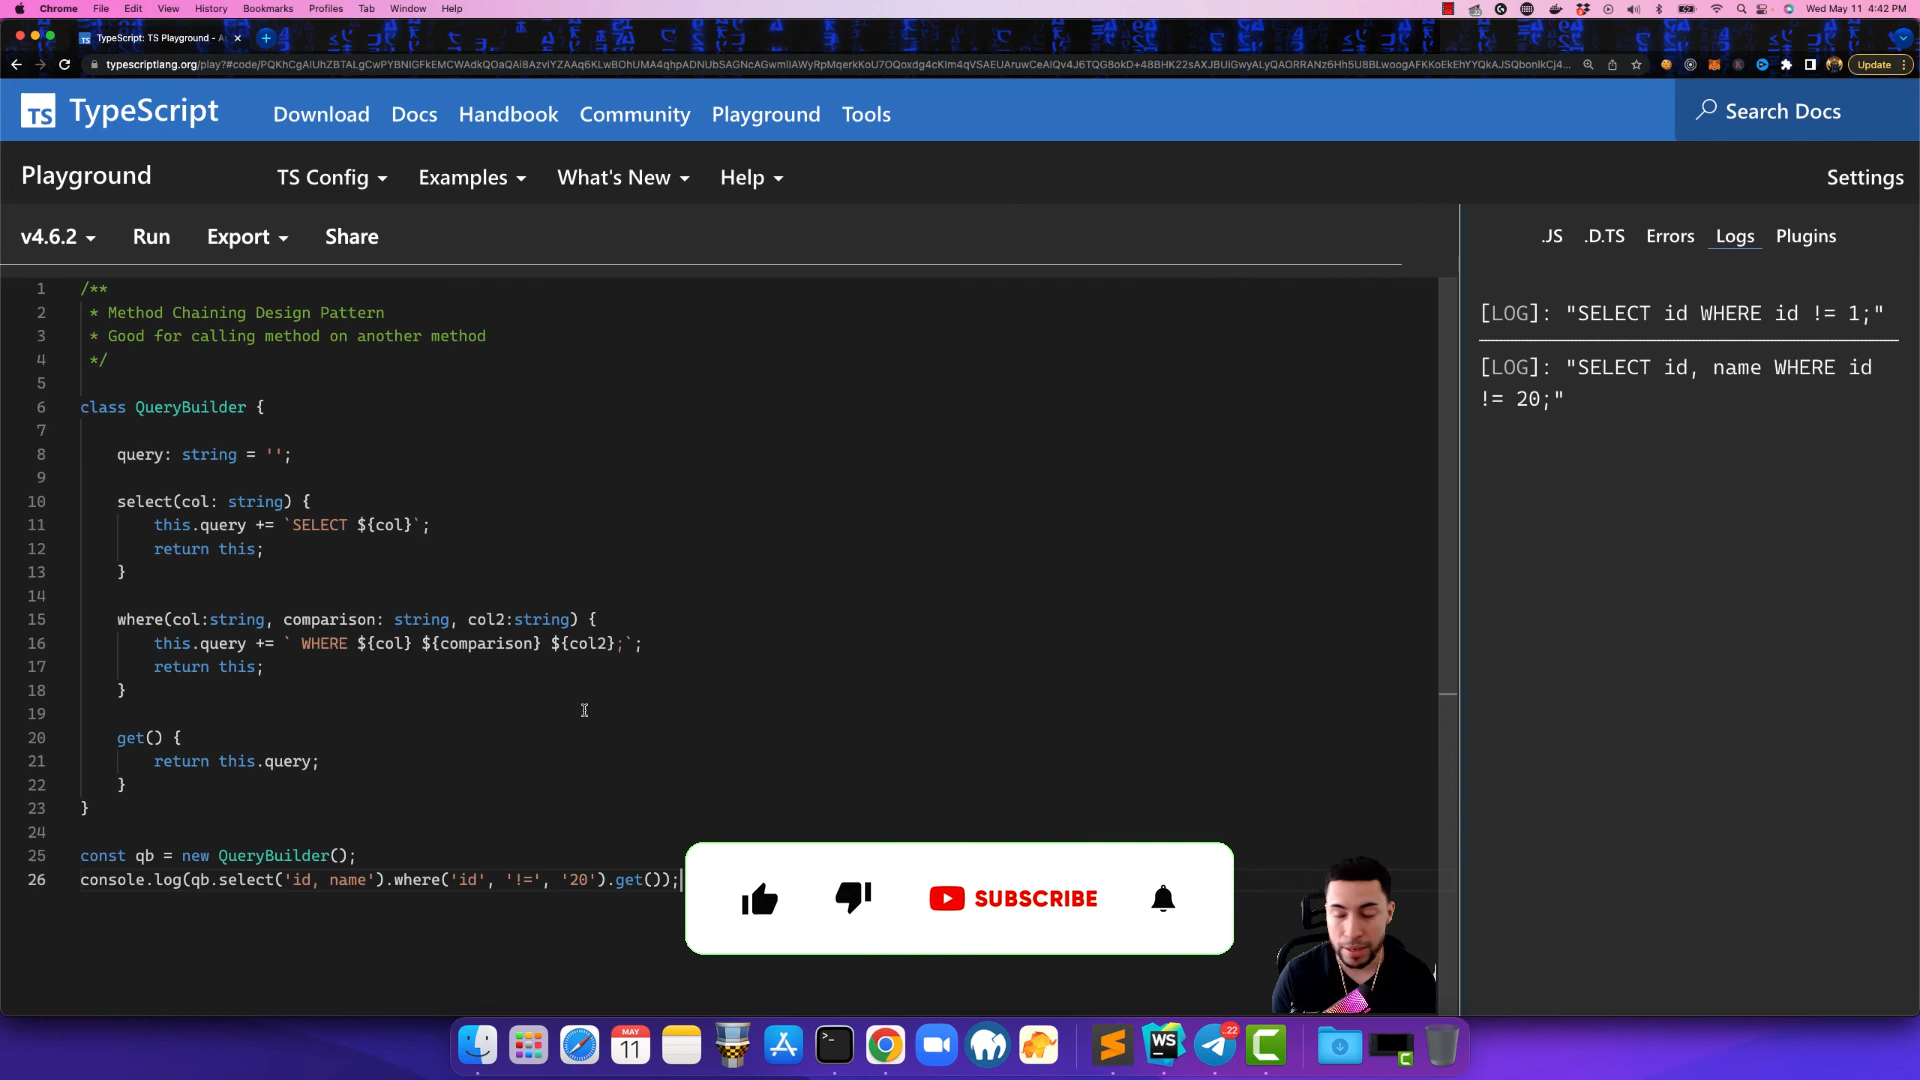 Chrome File Edit View History Bookmarks Profiles Tab Window Help Wed May 11 4:42 PM
TypeScript: TS Playground - A
Update
TS TypeScript Download Docs Handbook Community Playground Tools Search Docs
Playground TS Config Examples What's New Help Settings
v4.6.2 Run Export Share
.JS .D.TS Errors Logs Plugins
1 /**
2 * Method Chaining Design Pattern
3 * Good for calling method on another method
4 */
5
6 class QueryBuilder {
7
8 query: string = '';
9
10 select(col: string) {
11 this.query += `SELECT ${col}`;
12 return this;
13 }
14
15 where(col:string, comparison: string, col2:string) {
16 this.query += ` WHERE ${col} ${comparison} ${col2};`;
17 return this;
18 }
19
20 get() {
21 return this.query;
22 }
23 }
24
25 const qb = new QueryBuilder();
26 console.log(qb.select('id, name').where('id', '!=', '20').get());
[LOG]: "SELECT id WHERE id != 1;"
[LOG]: "SELECT id, name WHERE id
!= 20;"
SUBSCRIBE
MAY
11
WS
22